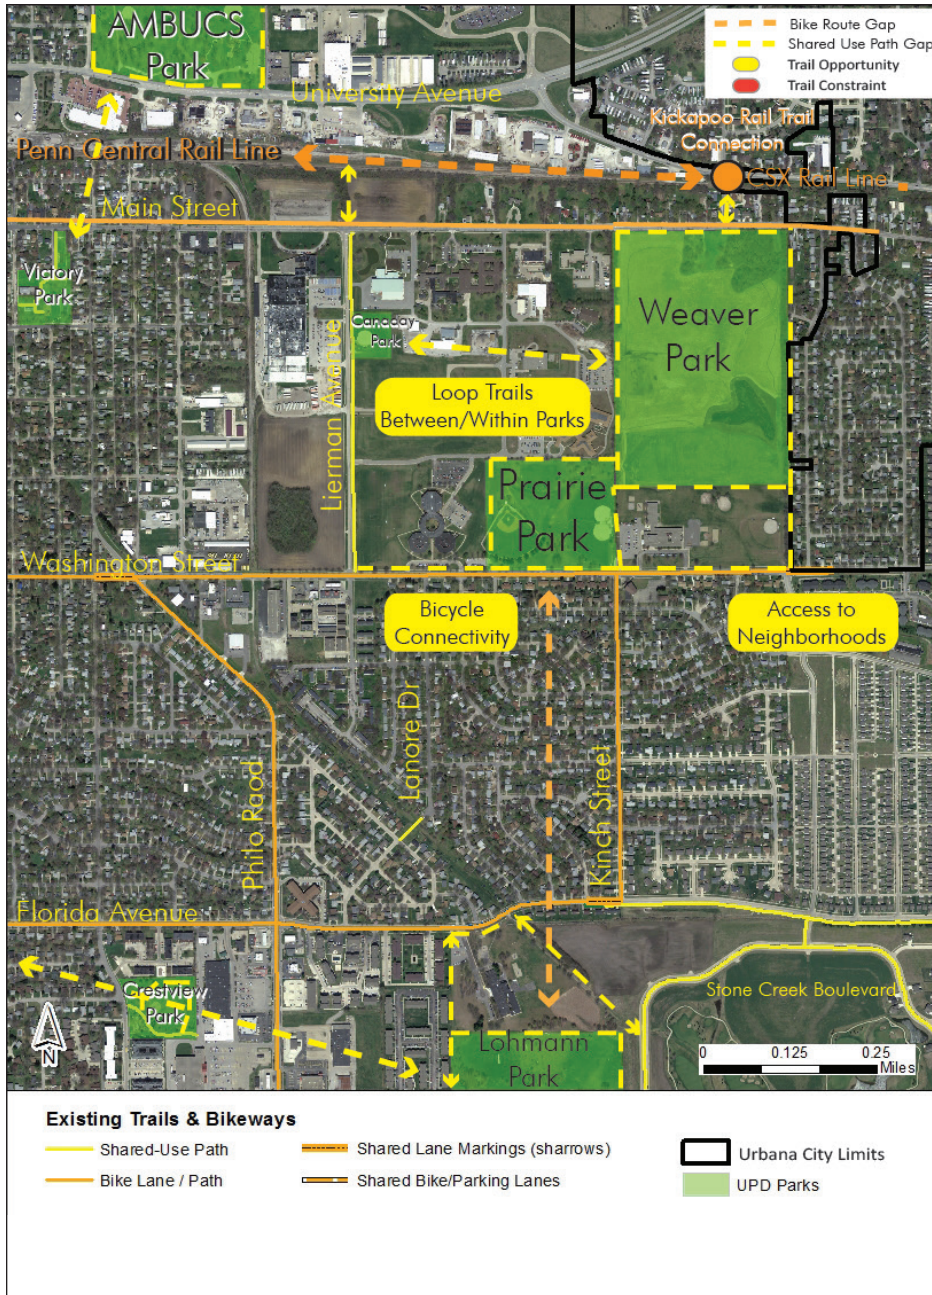 AMBUCS
Park
Bike Route Gap
Shared Use Path Gap
Trail Opportunity
Trail Constraint
University Avenue
Kickapoo Rail Trail
Connection
Penn Central Rail Line
CSX Rail Line
Main Street
Victory
Park
Canaday
Park
Weaver
Park
Lierman Avenue
Loop Trails
Between/Within Parks
Prairie
Park
Washington Street
Bicycle
Connectivity
Access to
Neighborhoods
Lanore Dr
Philo Raod
Kinch Street
Florida Avenue
Crestview
Park
Stone Creek Boulevard
Lohmann
Park
N
0 0.125 0.25
Miles
Existing Trails & Bikeways
Shared-Use Path
Bike Lane / Path
Shared Lane Markings (sharrows)
Shared Bike/Parking Lanes
Urbana City Limits
UPD Parks